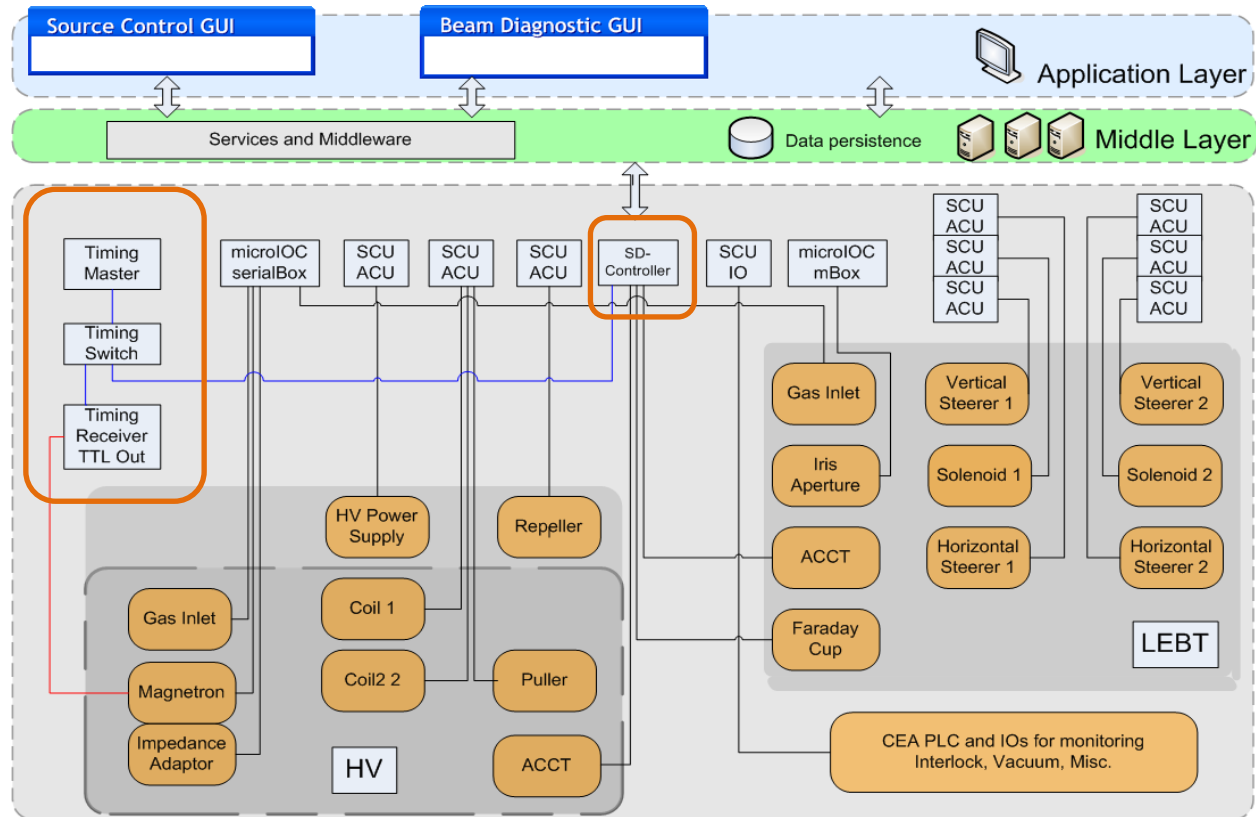 Source Control GUI
Beam Diagnostic GUI
Application Layer
Services and Middleware
Data persistence
Middle Layer
Timing
Master
Timing
Switch
Timing
Receiver
TTL Out
microIOC
serialBox
SCU
ACU
SCU
ACU
SCU
ACU
SD-
Controller
SCU
IO
microIOC
mBox
SCU
ACU
SCU
ACU
SCU
ACU
SCU
ACU
SCU
ACU
SCU
ACU
HV Power
Supply
Repeller
Gas Inlet
Magnetron
Impedance
Adaptor
Coil 1
Coil2 2
Puller
ACCT
HV
Gas Inlet
Iris
Aperture
ACCT
Faraday
Cup
Vertical
Steerer 1
Solenoid 1
Horizontal
Steerer 1
Vertical
Steerer 2
Solenoid 2
Horizontal
Steerer 2
LEBT
CEA PLC and IOs for monitoring
Interlock, Vacuum, Misc.